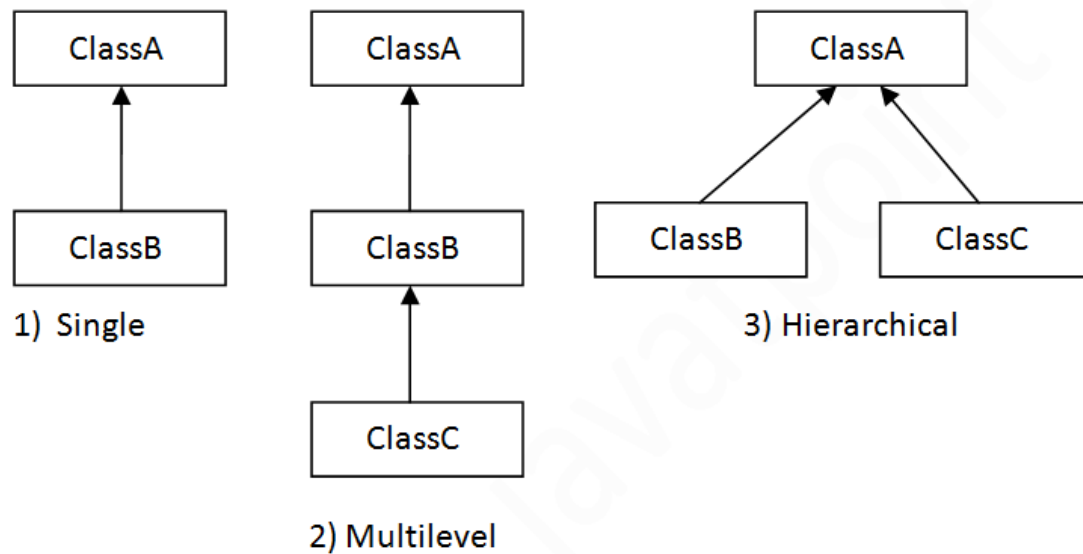 ClassA
ClassB
1) Single
ClassA
ClassB
ClassC
2) Multilevel
ClassA
ClassB
ClassC
3) Hierarchical